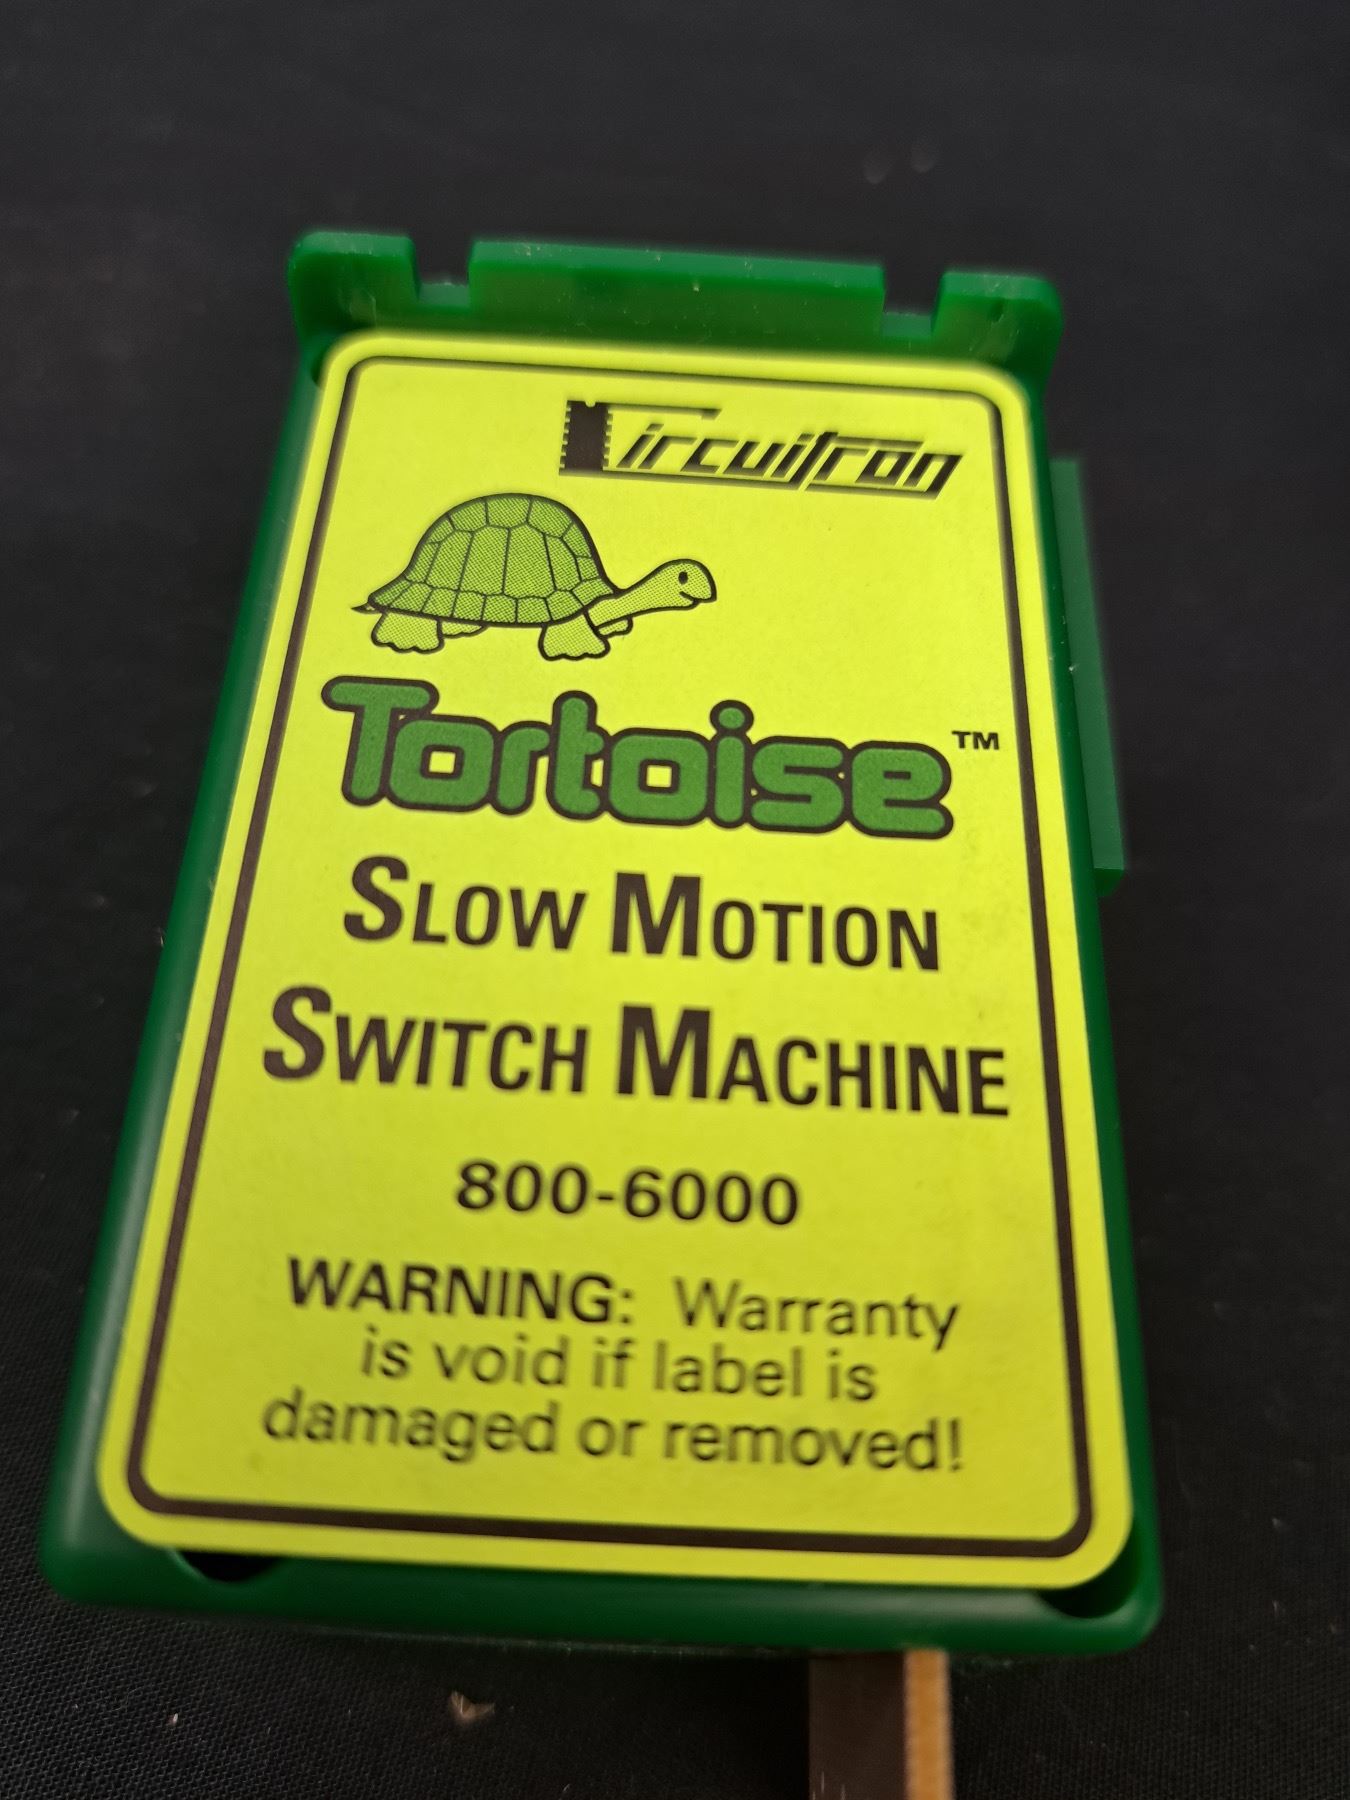 Circuitron
Tortoise™
SLOW MOTION
SWITCH MACHINE
800-6000
WARNING: Warranty
is void if label is
damaged or removed!